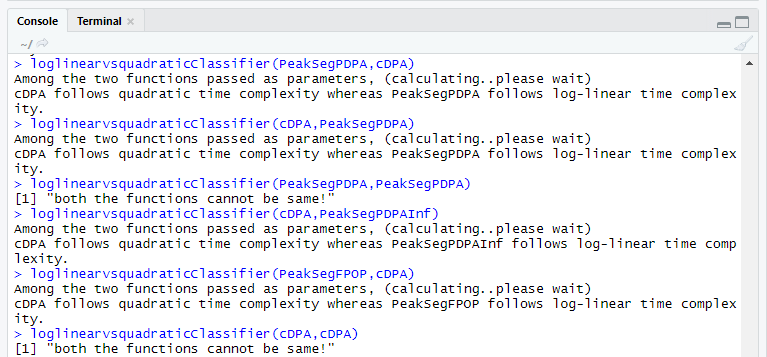 Console Terminal ×
~/
> loglinearvsquadraticClassifier(PeakSegPDPA,cDPA)
Among the two functions passed as parameters, (calculating..please wait)
cDPA follows quadratic time complexity whereas PeakSegPDPA follows log-linear time complex
ity.
> loglinearvsquadraticClassifier(cDPA,PeakSegPDPA)
Among the two functions passed as parameters, (calculating..please wait)
cDPA follows quadratic time complexity whereas PeakSegPDPA follows log-linear time complex
ity.
> loglinearvsquadraticClassifier(PeakSegPDPA,PeakSegPDPA)
[1] "both the functions cannot be same!"
> loglinearvsquadraticClassifier(cDPA,PeakSegPDPAInf)
Among the two functions passed as parameters, (calculating..please wait)
cDPA follows quadratic time complexity whereas PeakSegPDPAInf follows log-linear time comp
lexity.
> loglinearvsquadraticClassifier(PeakSegFPOP,cDPA)
Among the two functions passed as parameters, (calculating..please wait)
cDPA follows quadratic time complexity whereas PeakSegFPOP follows log-linear time complex
ity.
> loglinearvsquadraticClassifier(cDPA,cDPA)
[1] "both the functions cannot be same!"